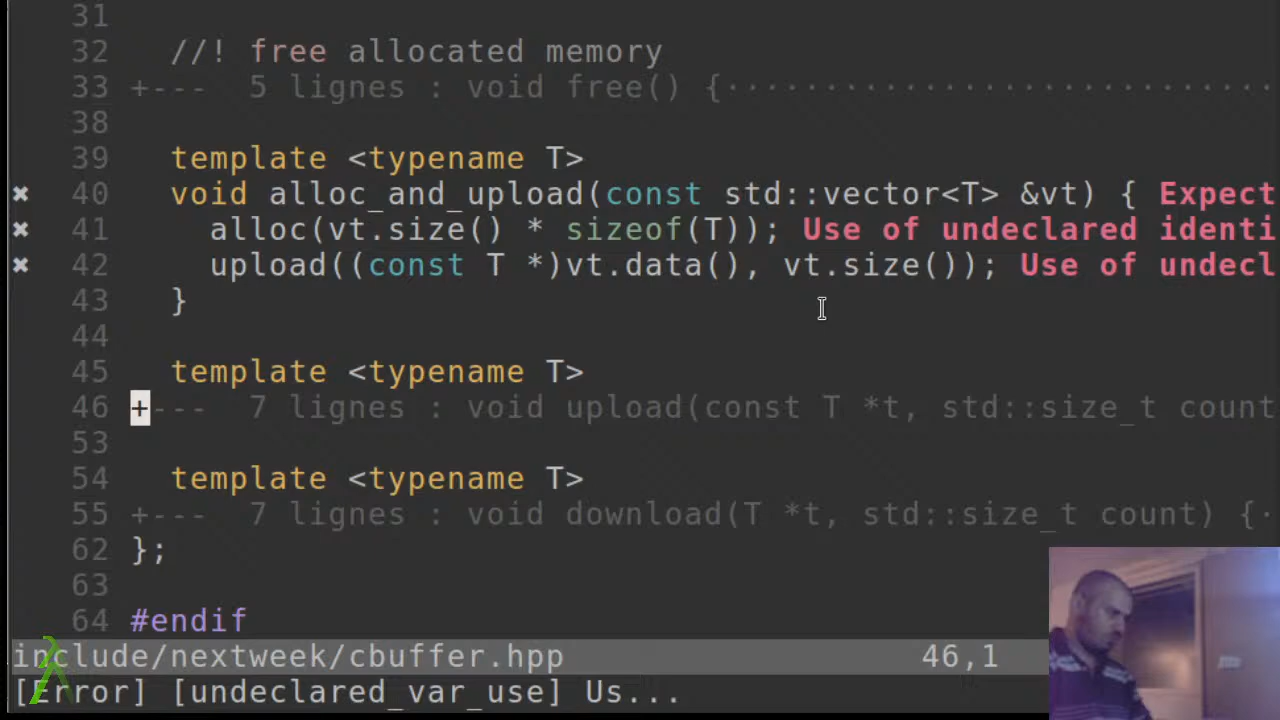 31
32 //! free allocated memory
33 +--- 5 lignes : void free() {····························
38
39 template <typename T>
✖ 40 void alloc_and_upload(const std::vector<T> &vt) { Expect
✖ 41 alloc(vt.size() * sizeof(T)); Use of undeclared identi
✖ 42 upload((const T *)vt.data(), vt.size()); Use of undecl
43 }
44
45 template <typename T>
46 +--- 7 lignes : void upload(const T *t, std::size_t count
53
54 template <typename T>
55 +--- 7 lignes : void download(T *t, std::size_t count) {·
62 };
63
64 #endif
include/nextweek/cbuffer.hpp 46,1
[Error] [undeclared_var_use] Us...